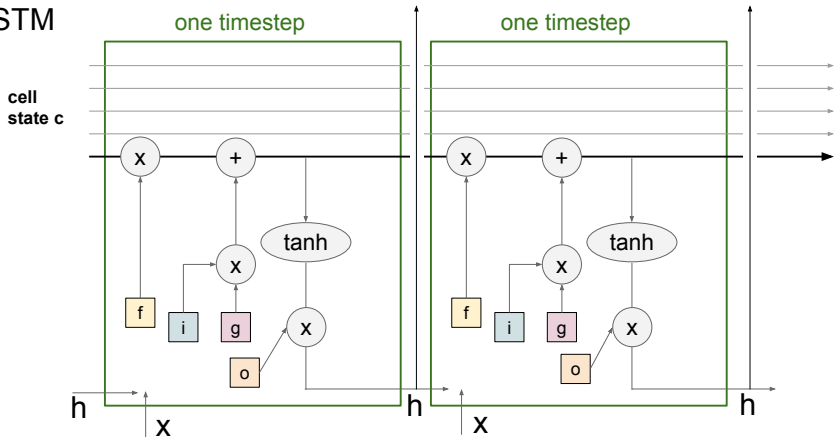 STM
one timestep
one timestep
cell
state c
x
+
x
+
tanh
tanh
x
x
f
i
g
f
i
g
x
x
o
o
h
x
h
x
h